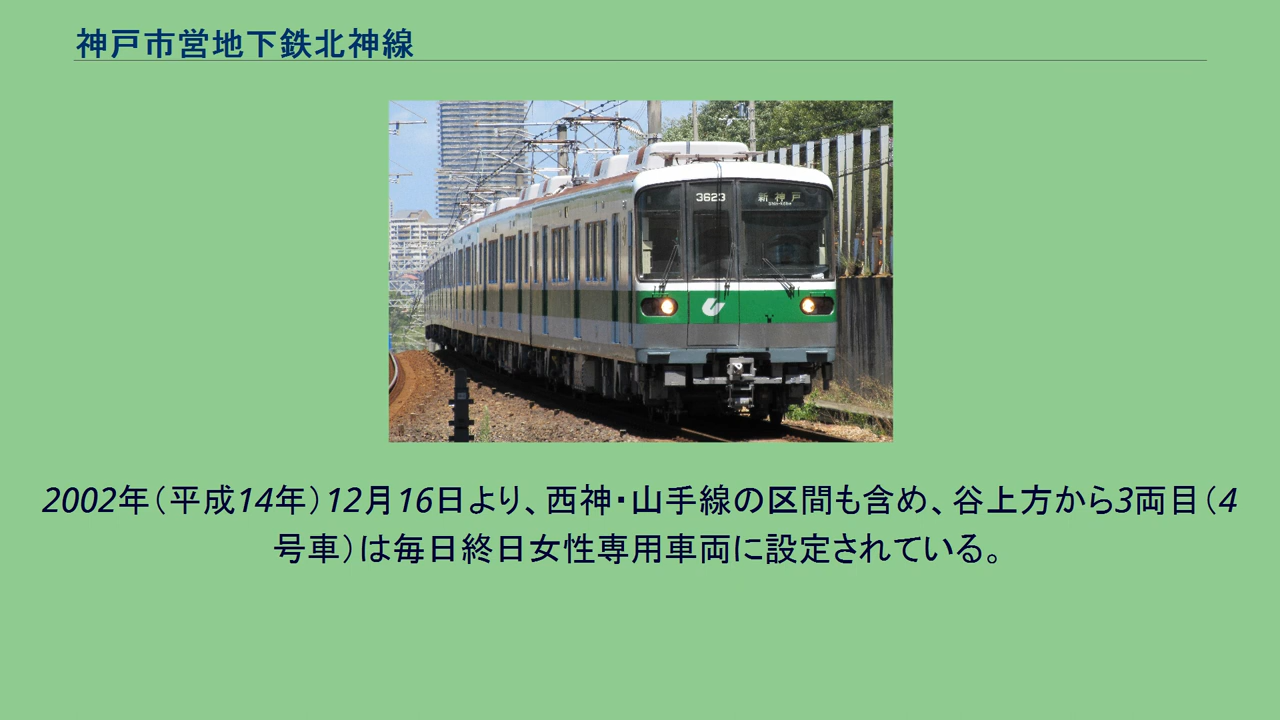 神戸市営地下鉄北神線
3623
新神戸
2002年（平成14年）12月16日より、西神・山手線の区間も含め、谷上方から3両目（4
号車）は毎日終日女性専用車両に設定されている。